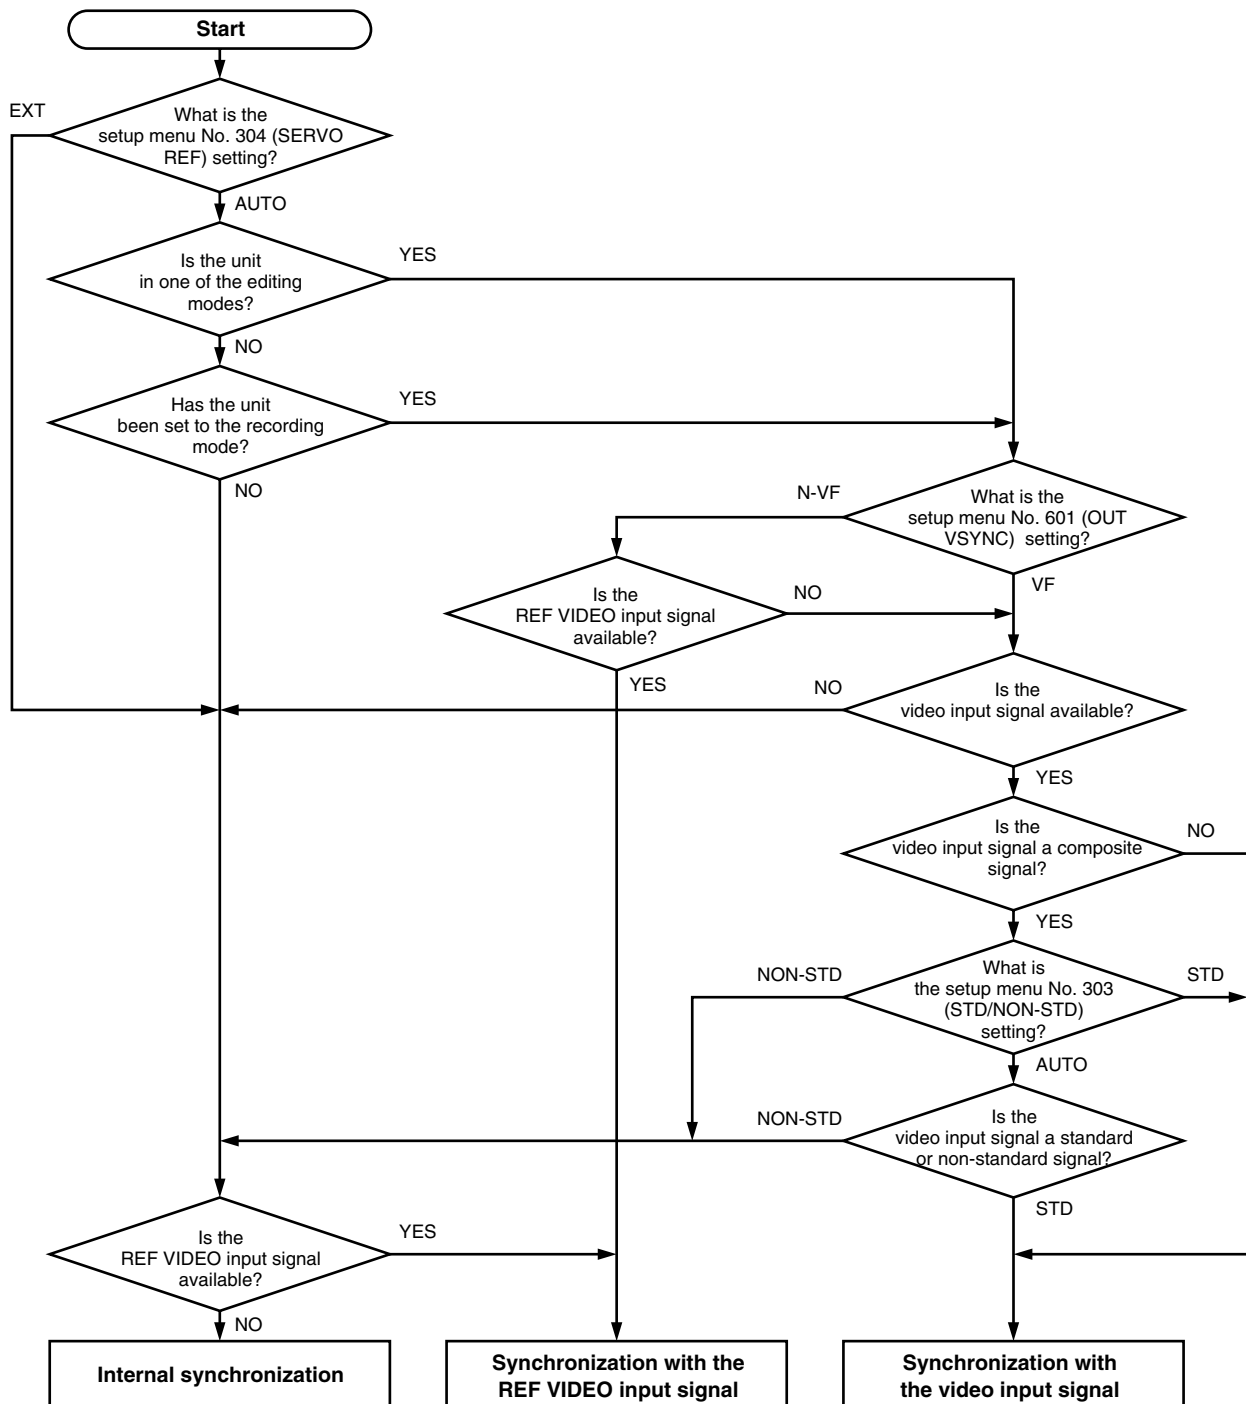 Start
EXT
What is the
setup menu No. 304 (SERVO
REF) setting?
AUTO
Is the unit
in one of the editing
modes?
YES
NO
Has the unit
been set to the recording
mode?
YES
NO
N-VF
What is the
setup menu No. 601 (OUT
VSYNC) setting?
VF
Is the
REF VIDEO input signal
available?
NO
YES
NO
Is the
video input signal available?
YES
Is the
video input signal a composite
signal?
NO
YES
NON-STD
What is
the setup menu No. 303
(STD/NON-STD)
setting?
STD
AUTO
NON-STD
Is the
video input signal a standard
or non-standard signal?
STD
Is the
REF VIDEO input signal
available?
YES
NO
Internal synchronization
Synchronization with the
REF VIDEO input signal
Synchronization with
the video input signal